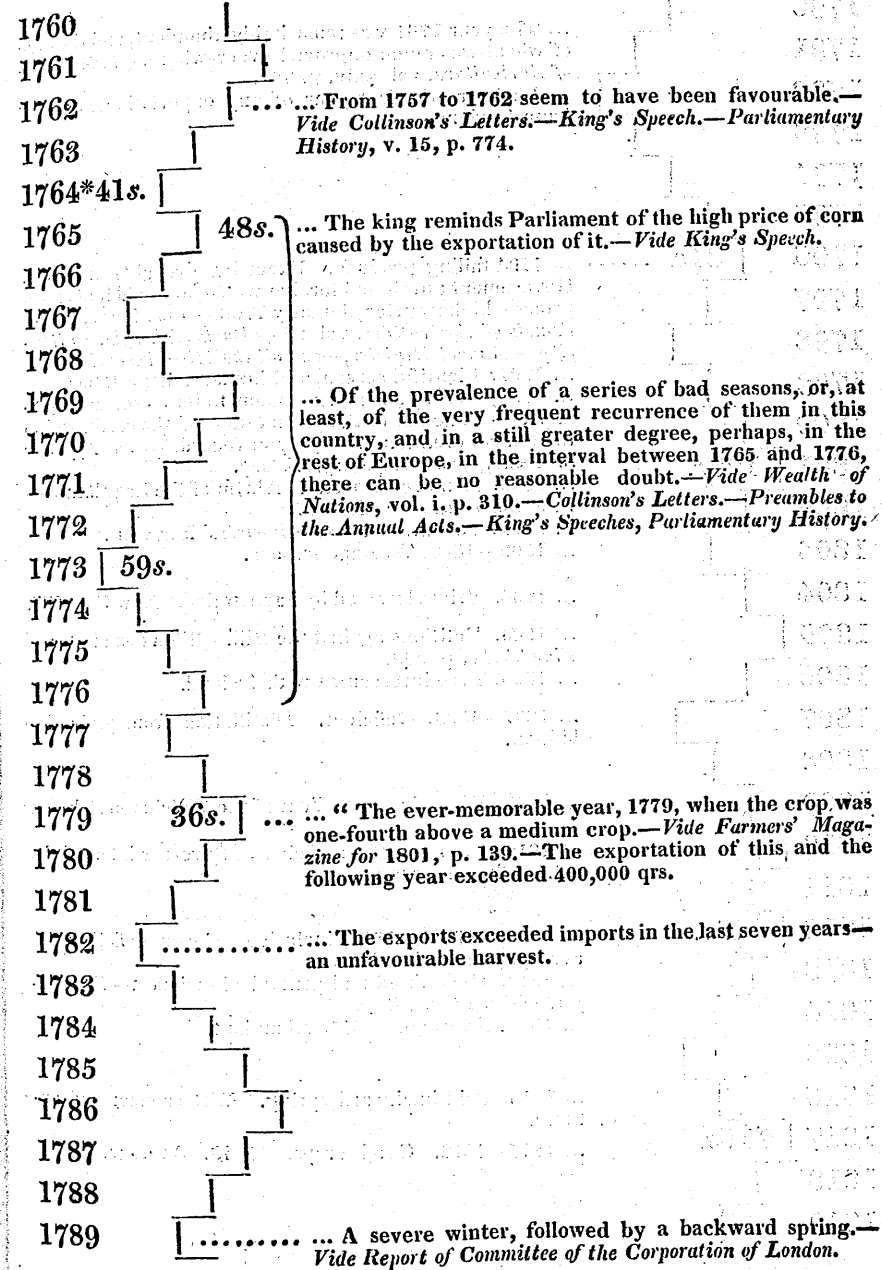 1760
1761
1762 .... ... From 1757 to 1762 seem to have been favourable.—
Vide Collinson's Letters.—King's Speech.—Parliamentary
1763 History, v. 15, p. 774.
1764*41s.
1765 48s. ... The king reminds Parliament of the high price of corn
caused by the exportation of it.—Vide King's Speech.
1766
1767
1768
1769 ... Of the prevalence of a series of bad seasons, or, at
least, of the very frequent recurrence of them in this
1770 country, and in a still greater degree, perhaps, in the
rest of Europe, in the interval between 1765 and 1776,
1771 there can be no reasonable doubt.—Vide Wealth of
Nations, vol. i. p. 310.—Collinson's Letters.—Preambles to
1772 the Annual Acts.—King's Speeches, Parliamentary History.
1773 59s.
1774
1775
1776
1777
1778
1779 36s. ... ... “ The ever-memorable year, 1779, when the crop was
one-fourth above a medium crop.—Vide Farmers' Maga-
1780 zine for 1801, p. 139.—The exportation of this and the
following year exceeded 400,000 qrs.
1781
1782 ............ ... The exports exceeded imports in the last seven years—
an unfavourable harvest.
1783
1784
1785
1786
1787
1788
1789 ......... ... A severe winter, followed by a backward spring.—
Vide Report of Committee of the Corporation of London.